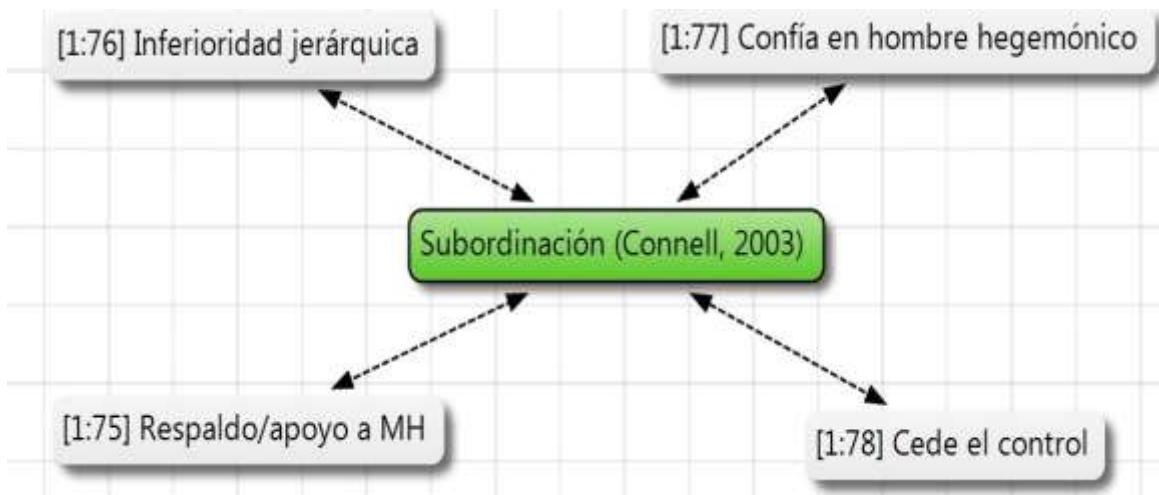 [1:76] Inferioridad jerárquica
[1:77] Confía en hombre hegemónico
Subordinación (Connell, 2003)
[1:75] Respaldo/apoyo a MH
[1:78] Cede el control